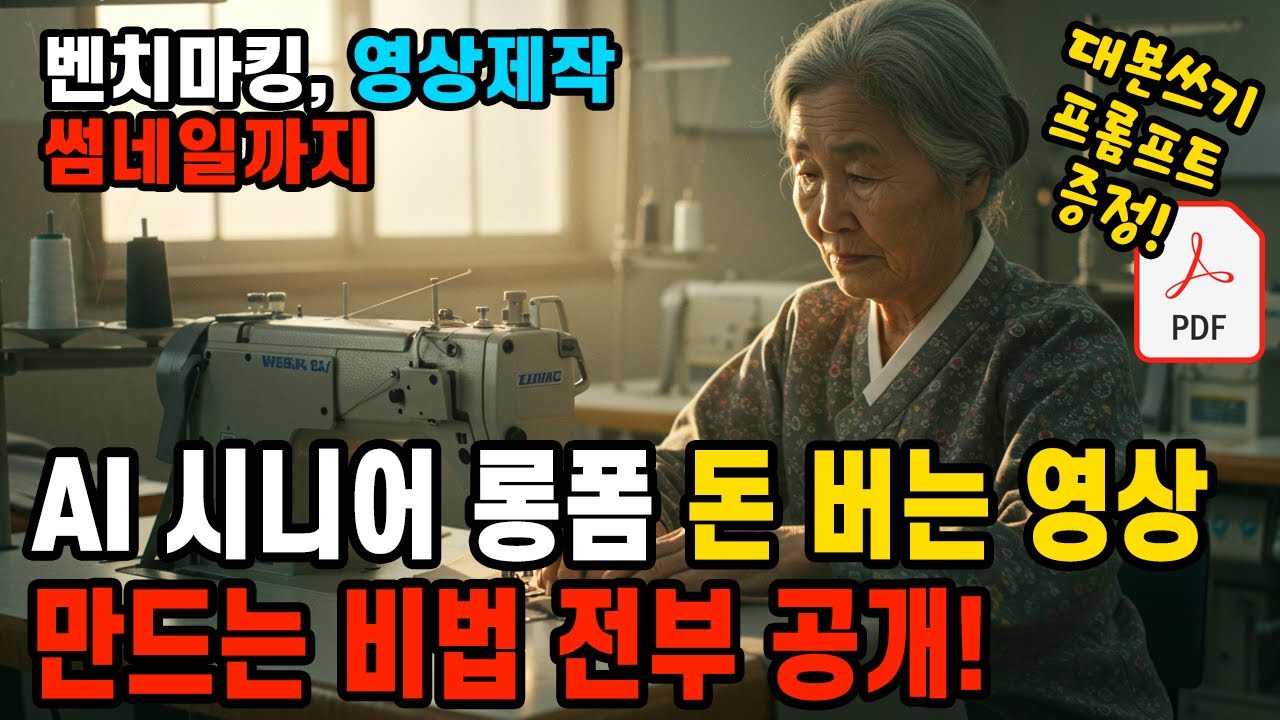 벤치마킹, 영상제작
썸네일까지
대본쓰기
프롬프트
증정!
PDF
AI 시니어 롱폼 돈 버는 영상
만드는 비법 전부 공개!